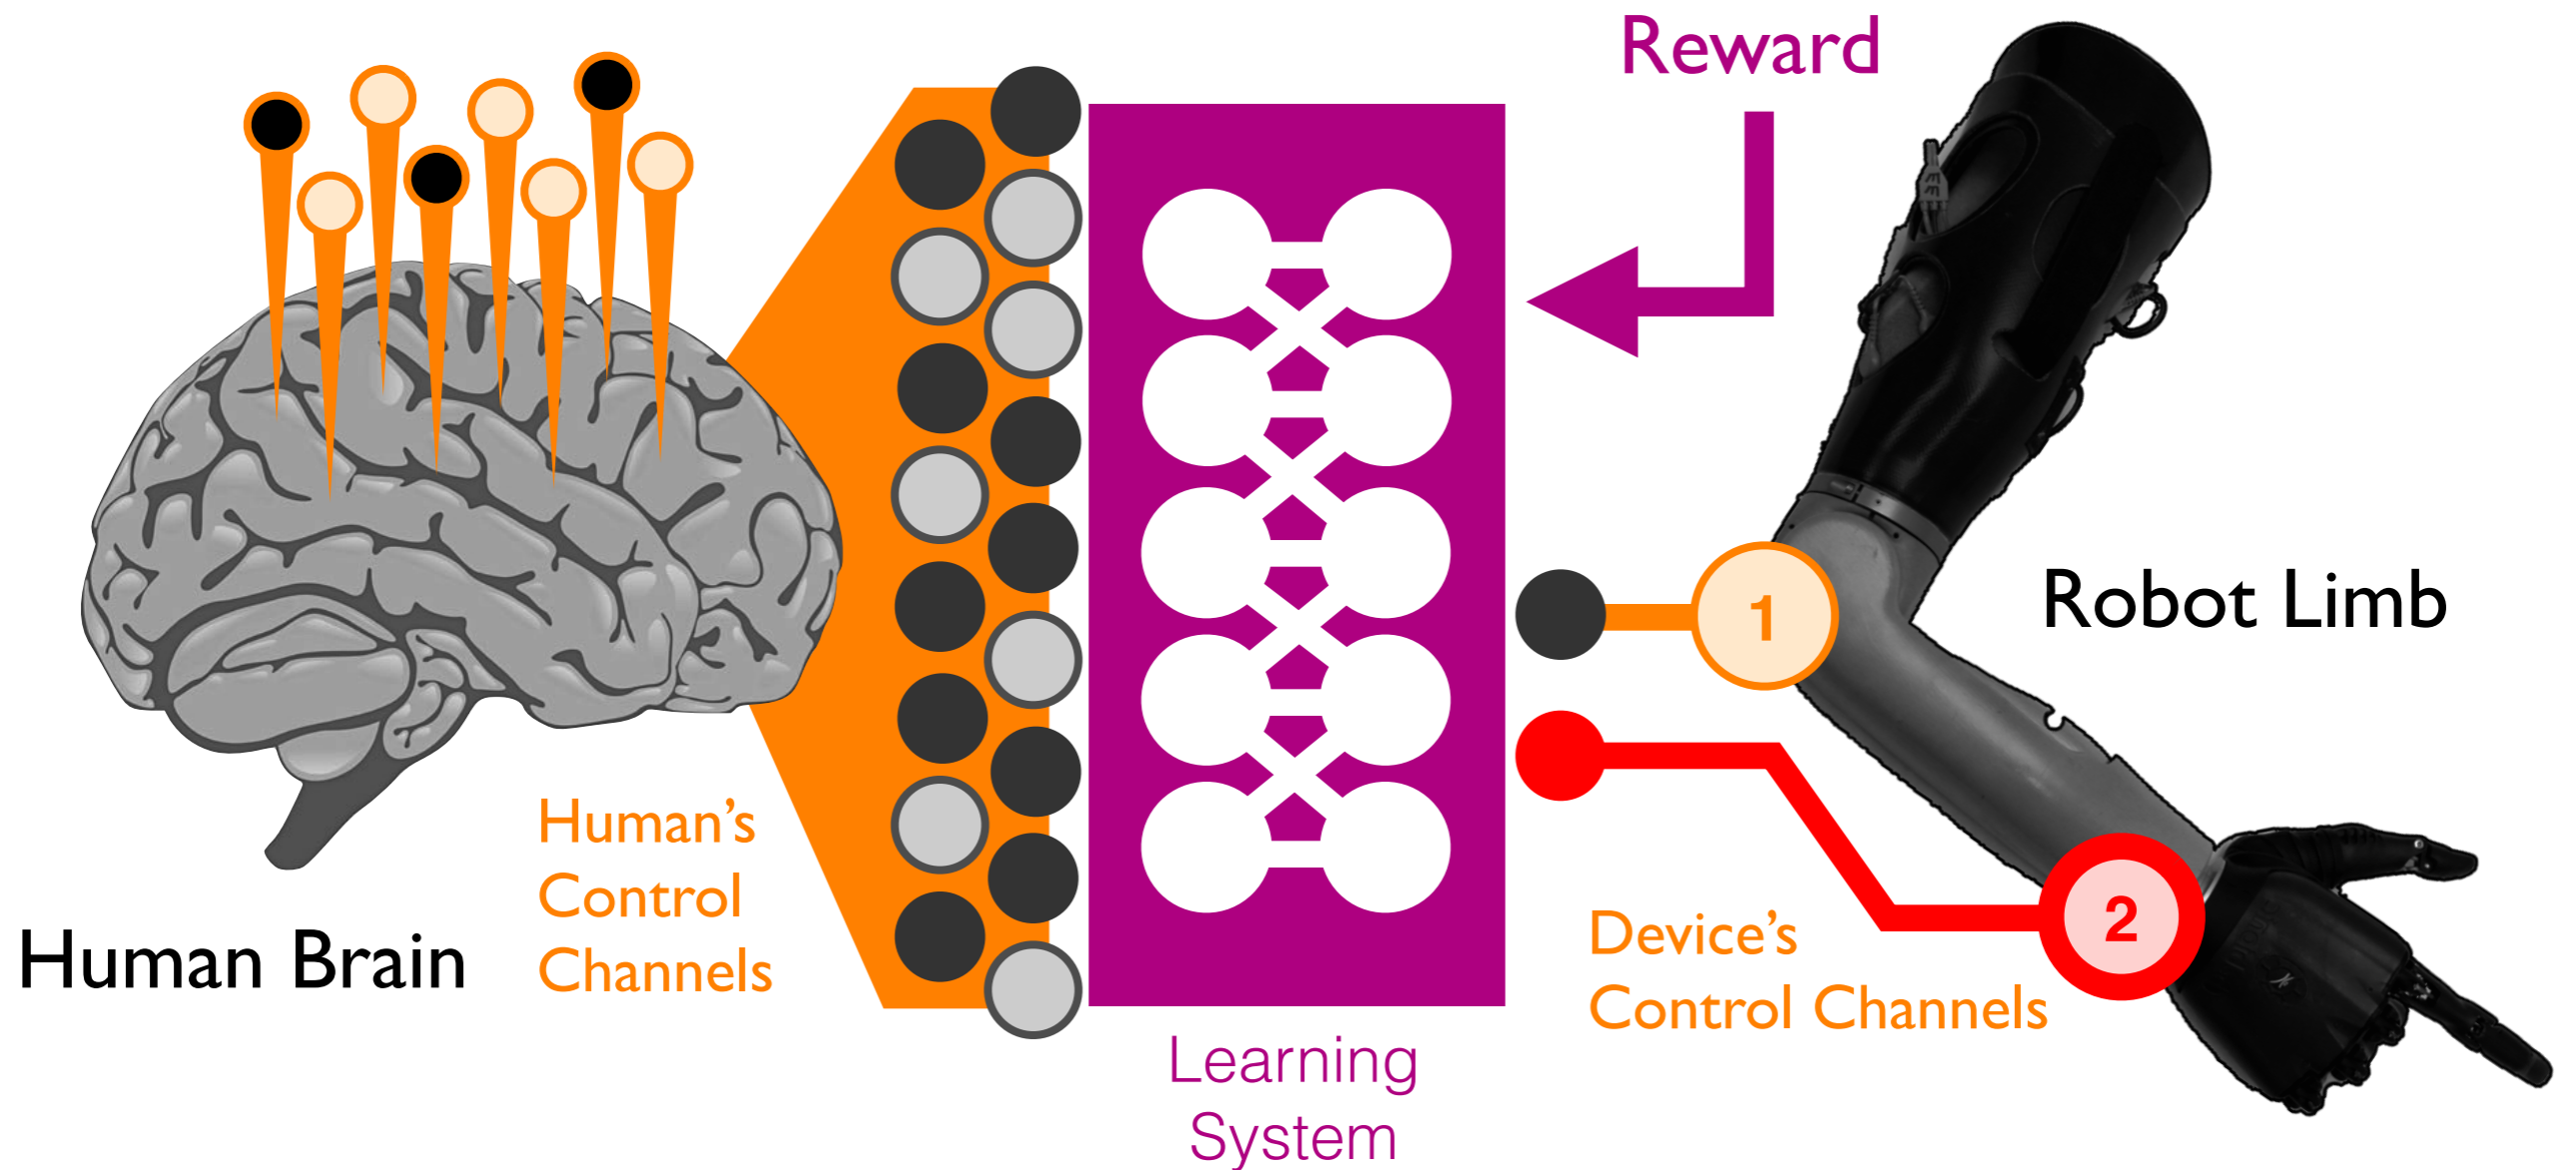 Reward
1
Robot Limb
2
Human's
Control
Channels
Human Brain
Device's
Control Channels
Learning
System